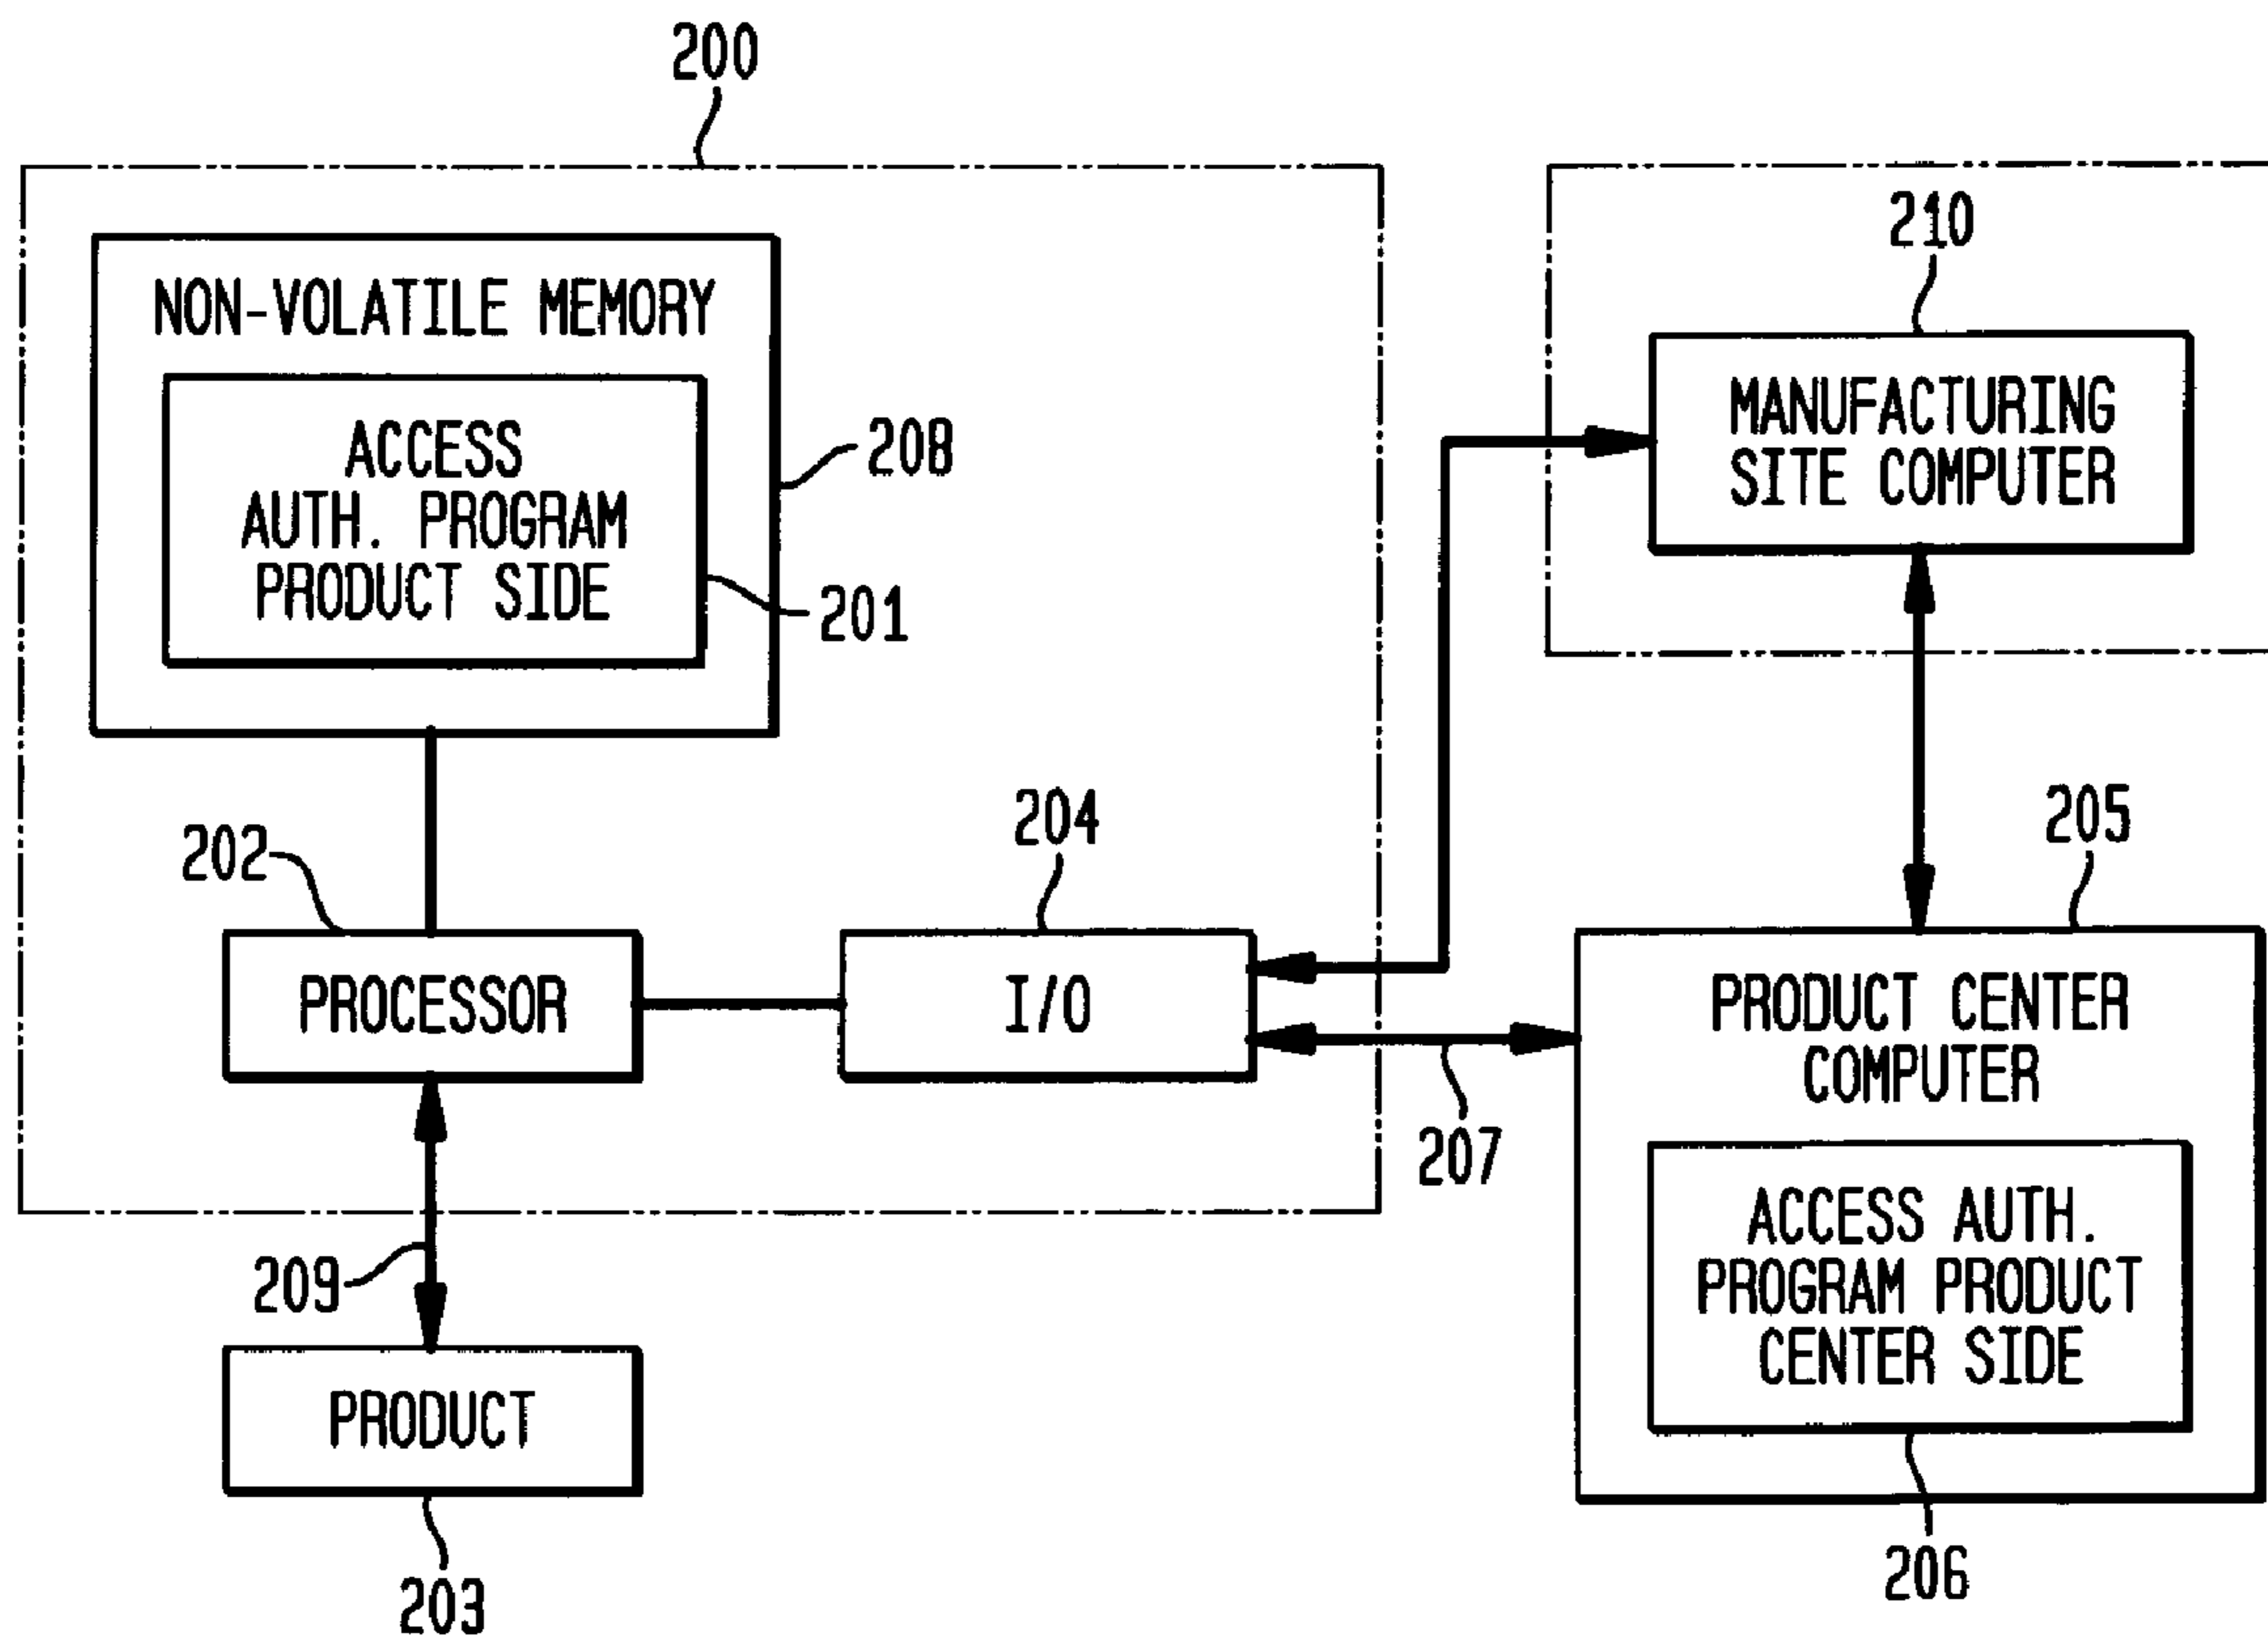 200
210
NON-VOLATILE MEMORY
ACCESS
AUTH. PROGRAM
PRODUCT SIDE
208
201
MANUFACTURING
SITE COMPUTER
202
204
205
PROCESSOR
I/O
PRODUCT CENTER
COMPUTER
207
209
ACCESS AUTH.
PROGRAM PRODUCT
CENTER SIDE
PRODUCT
203
206